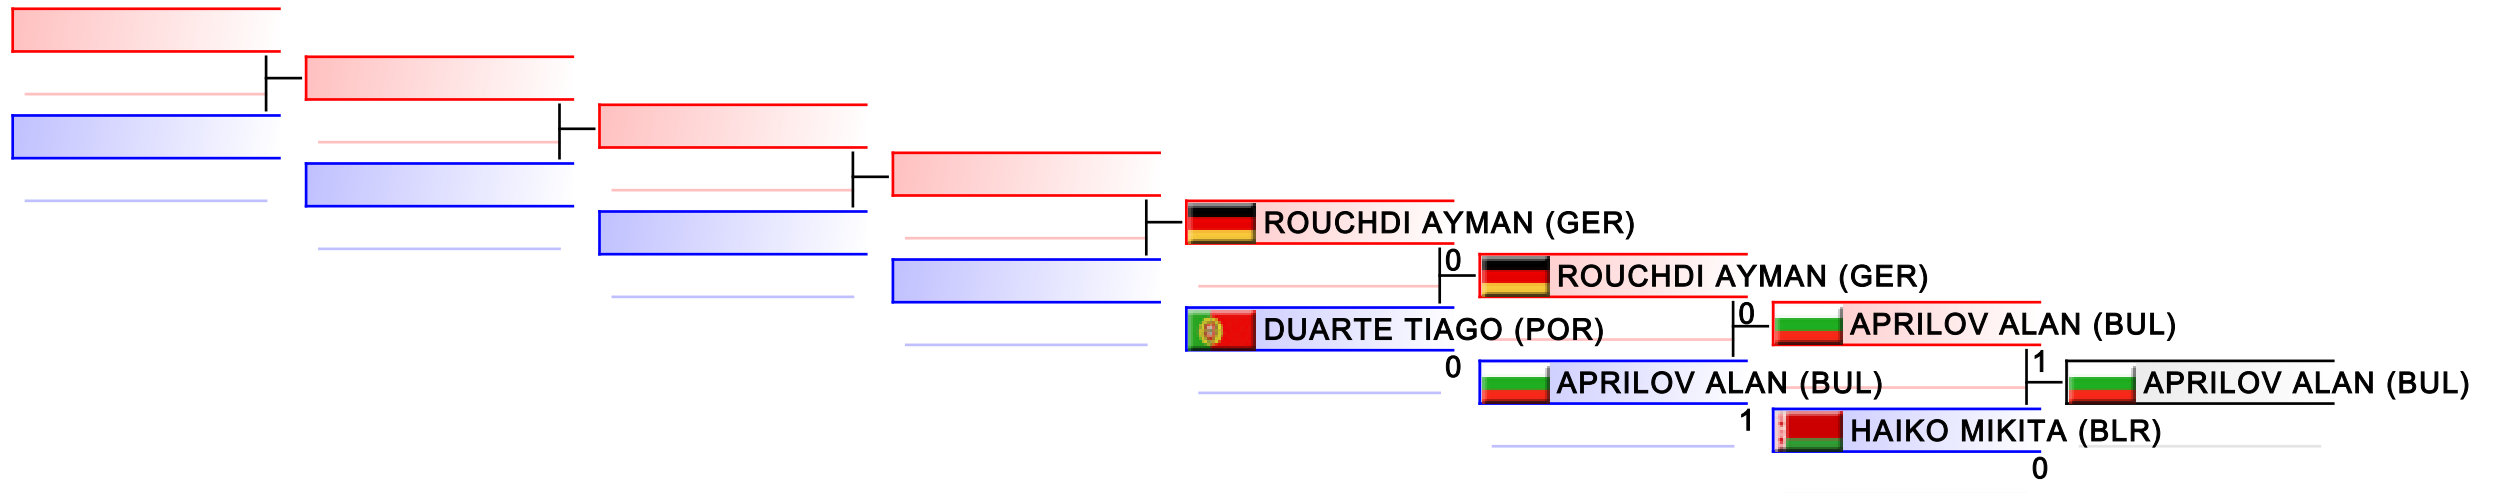 ROUCHDI AYMAN (GER)
0
DUARTE TIAGO (POR)
0
ROUCHDI AYMAN (GER)
0
APRILOV ALAN (BUL)
1
APRILOV ALAN (BUL)
1
HAIKO MIKITA (BLR)
0
APRILOV ALAN (BUL)